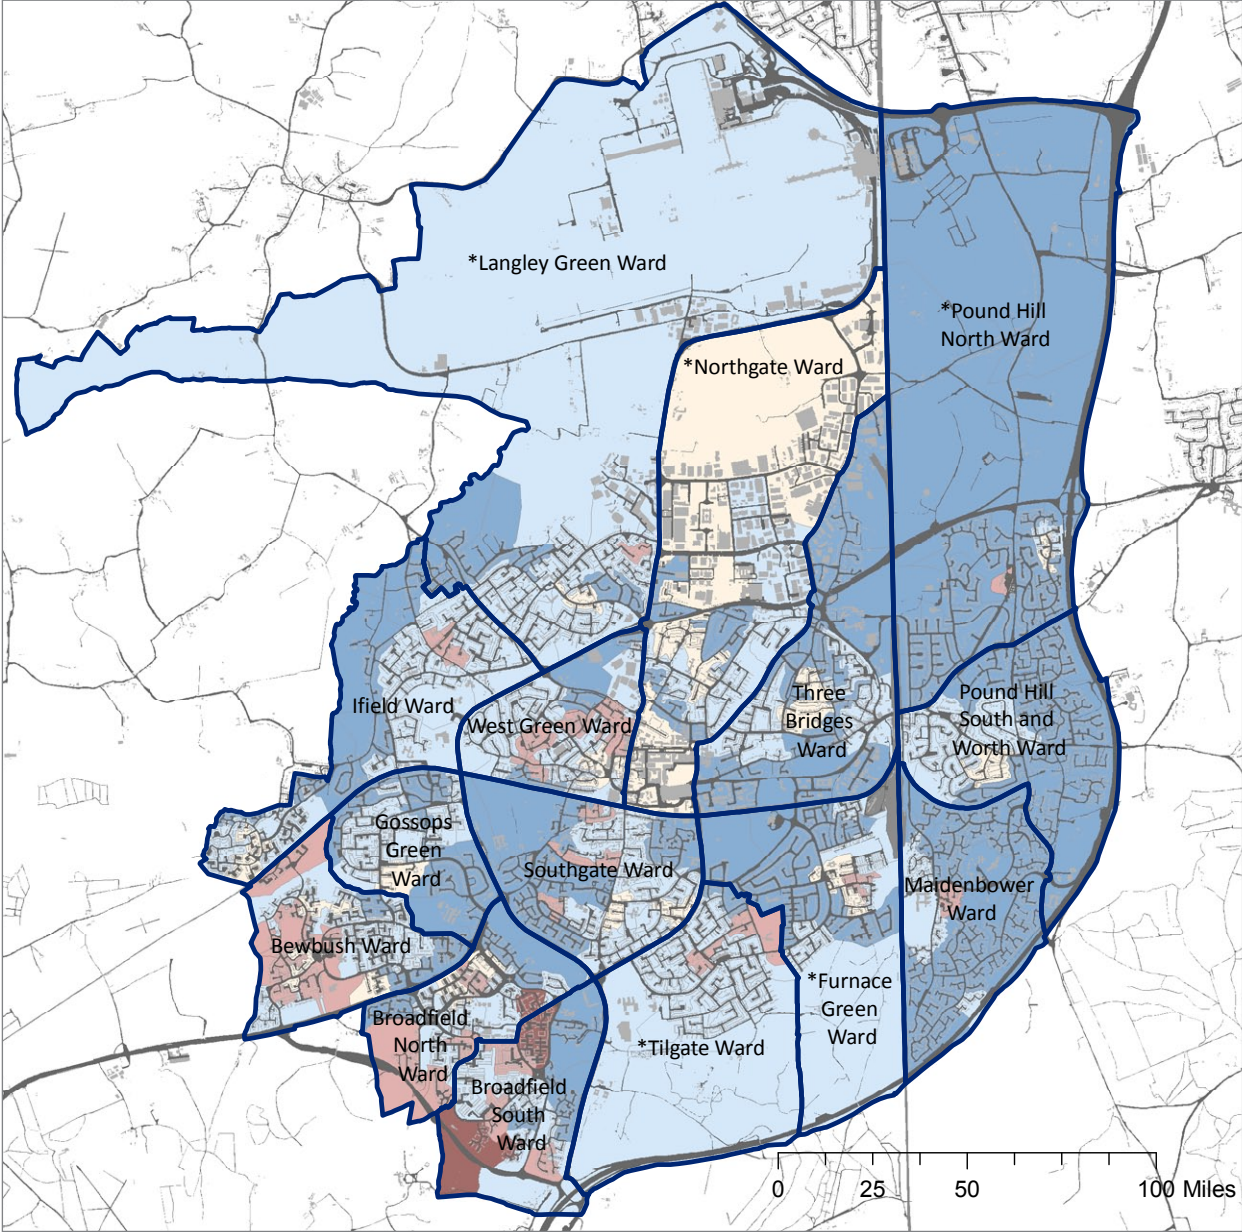 *Langley Green Ward
*Pound Hill
North Ward
*Northgate Ward
Ifield Ward
West Green Ward
Three
Bridges
Ward
Pound Hill
South and
Worth Ward
Gossops
Green
Ward
Southgate Ward
Maidenbower
Ward
Bewbush Ward
*Furnace
Green
Ward
Broadfield
North
Ward
*Tilgate Ward
Broadfield
South
Ward
0 25 50 100 Miles